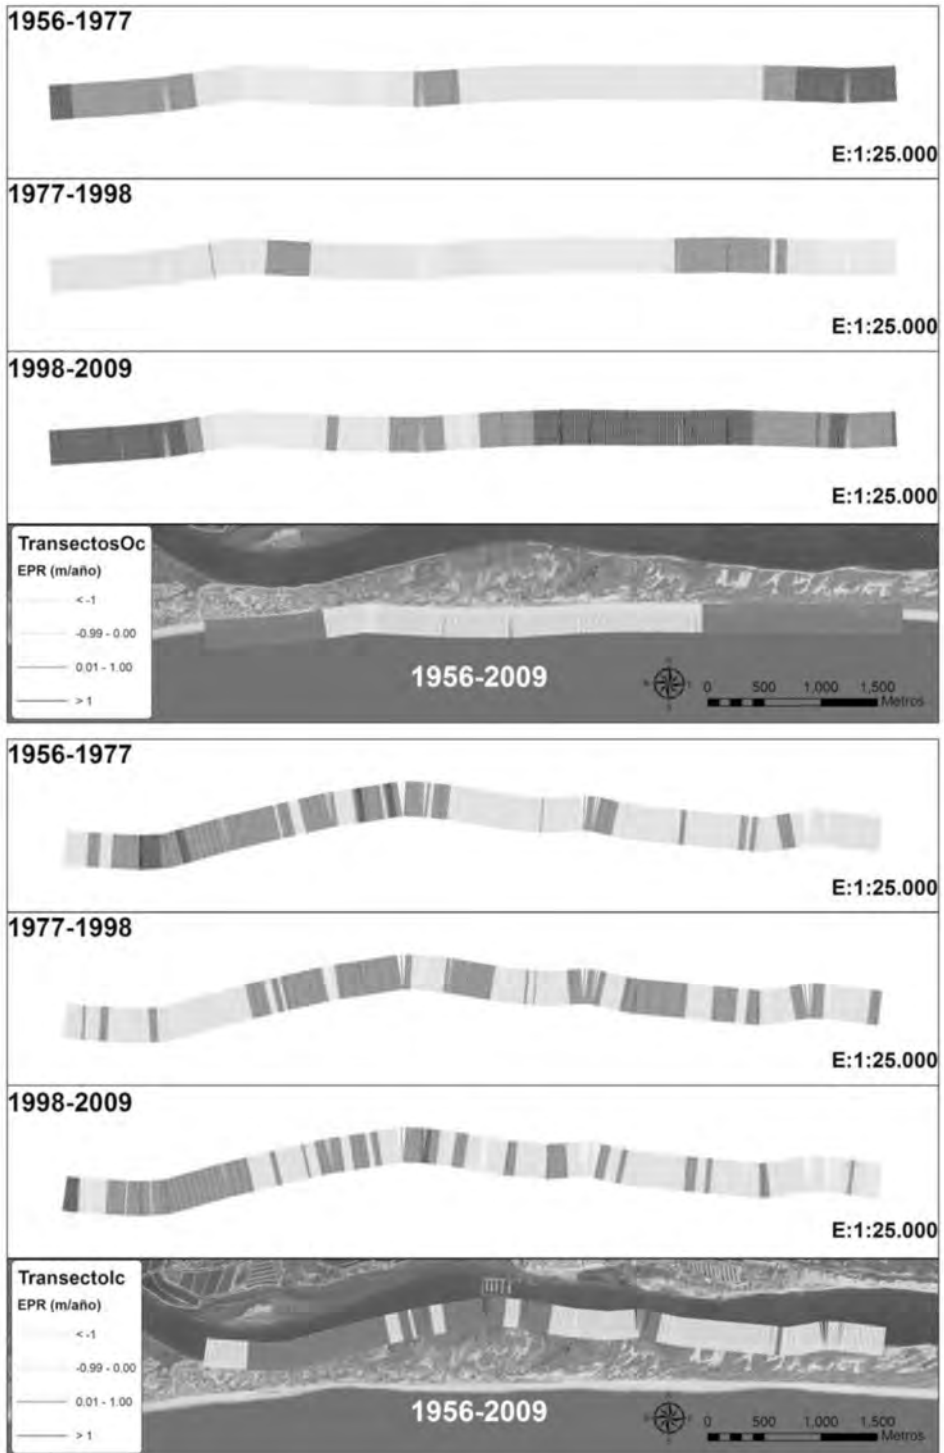 1956-1977
E:1:25.000
1977-1998
E:1:25.000
1998-2009
E:1:25.000
TransectosOc
EPR (m/año)
< -1
-0.99 - 0.00
0.01 - 1.00
> 1
1956-2009
0 500 1,000 1,500
Metros
1956-1977
E:1:25.000
1977-1998
E:1:25.000
1998-2009
E:1:25.000
TransectoIc
EPR (m/año)
< -1
-0.99 - 0.00
0.01 - 1.00
> 1
1956-2009
0 500 1,000 1,500
Metros